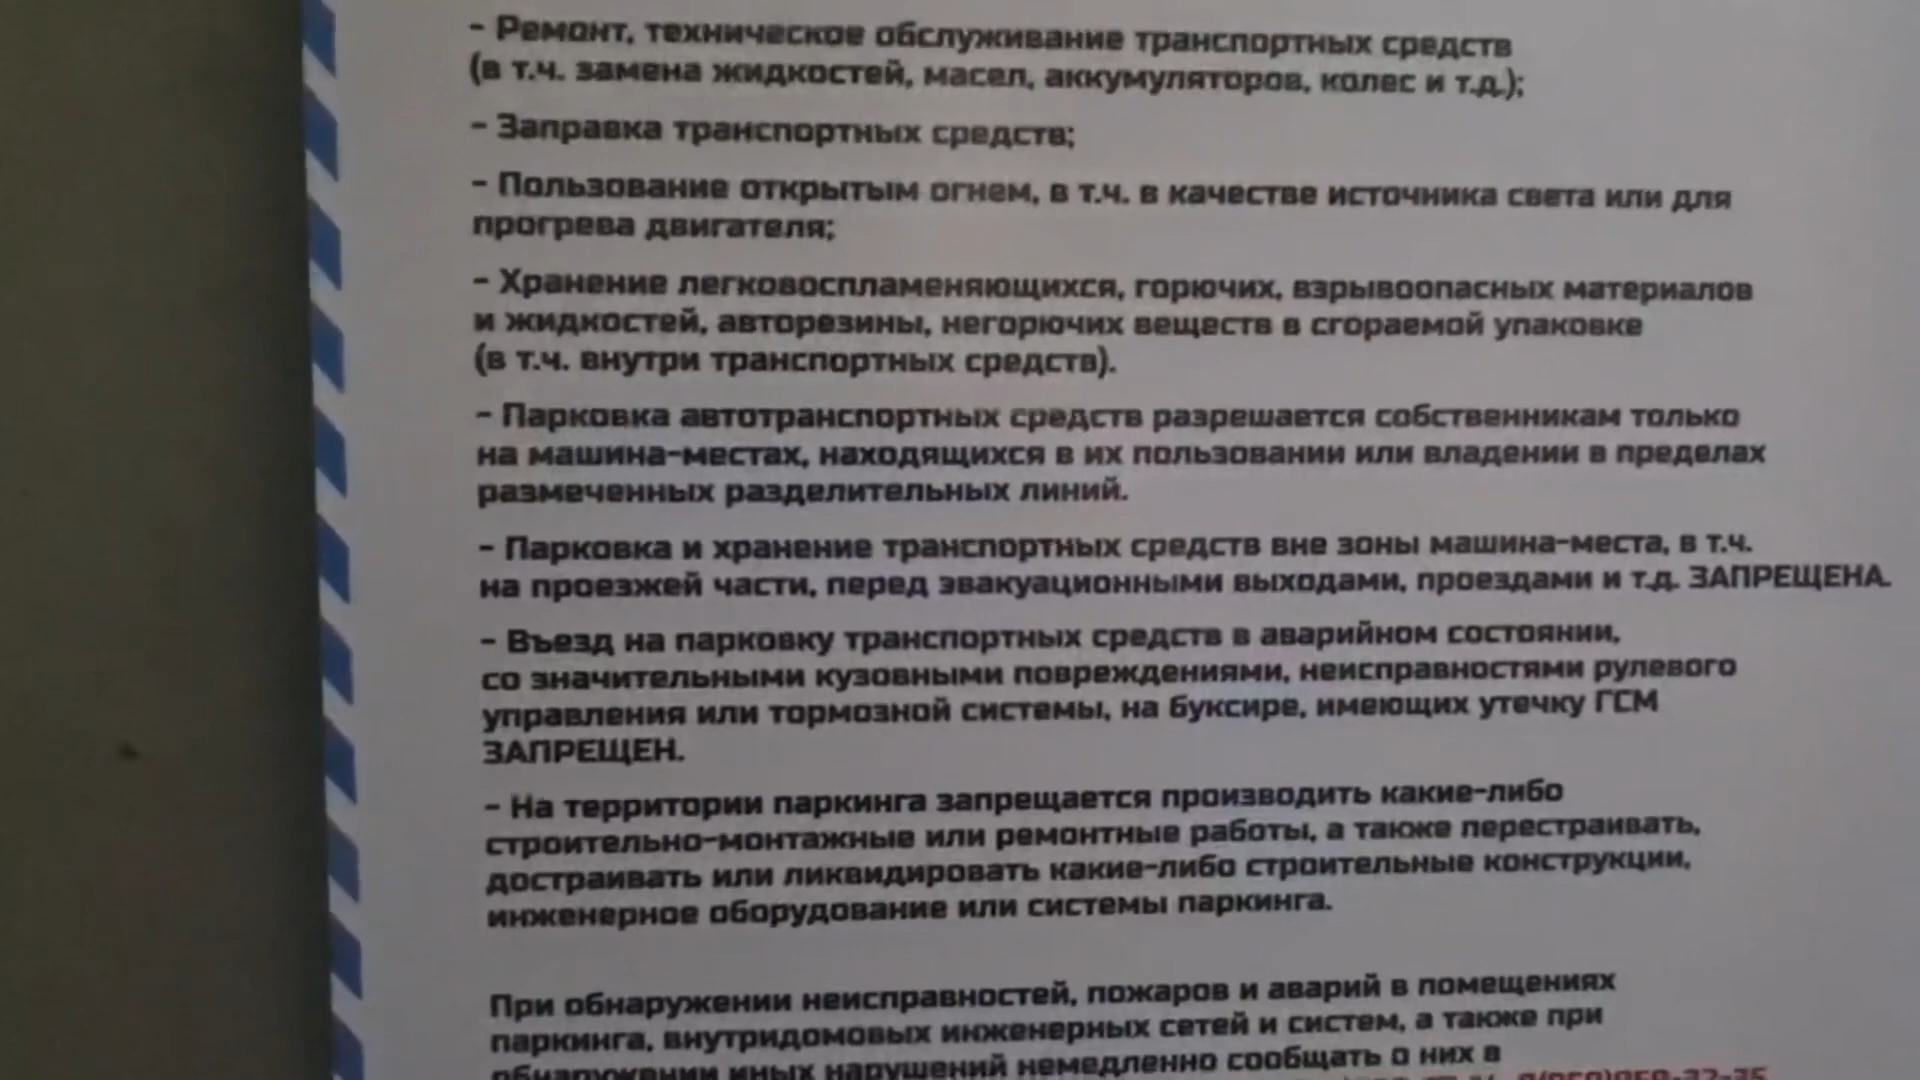 - Ремонт, техническое обслуживание транспортных средств
(в т.ч. замена жидкостей, масел, аккумуляторов, колес и т.д.);
- Заправка транспортных средств;
- Пользование открытым огнем, в т.ч. в качестве источника света или для
прогрева двигателя;
- Хранение легковоспламеняющихся, горючих, взрывоопасных материалов
и жидкостей, авторезины, негорючих веществ в сгораемой упаковке
(в т.ч. внутри транспортных средств).
- Парковка автотранспортных средств разрешается собственникам только
на машина-местах, находящихся в их пользовании или владении в пределах
размеченных разделительных линий.
- Парковка и хранение транспортных средств вне зоны машина-места, в т.ч.
на проезжей части, перед эвакуационными выходами, проездами и т.д. ЗАПРЕЩЕНА.
- Въезд на парковку транспортных средств в аварийном состоянии,
со значительными кузовными повреждениями, неисправностями рулевого
управления или тормозной системы, на буксире, имеющих утечку ГСМ
ЗАПРЕЩЕН.
- На территории паркинга запрещается производить какие-либо
строительно-монтажные или ремонтные работы, а также перестраивать,
достраивать или ликвидировать какие-либо строительные конструкции,
инженерное оборудование или системы паркинга.
При обнаружении неисправностей, пожаров и аварий в помещениях
паркинга, внутридомовых инженерных сетей и систем, а также при
обнаружении иных нарушений немедленно сообщать о них в